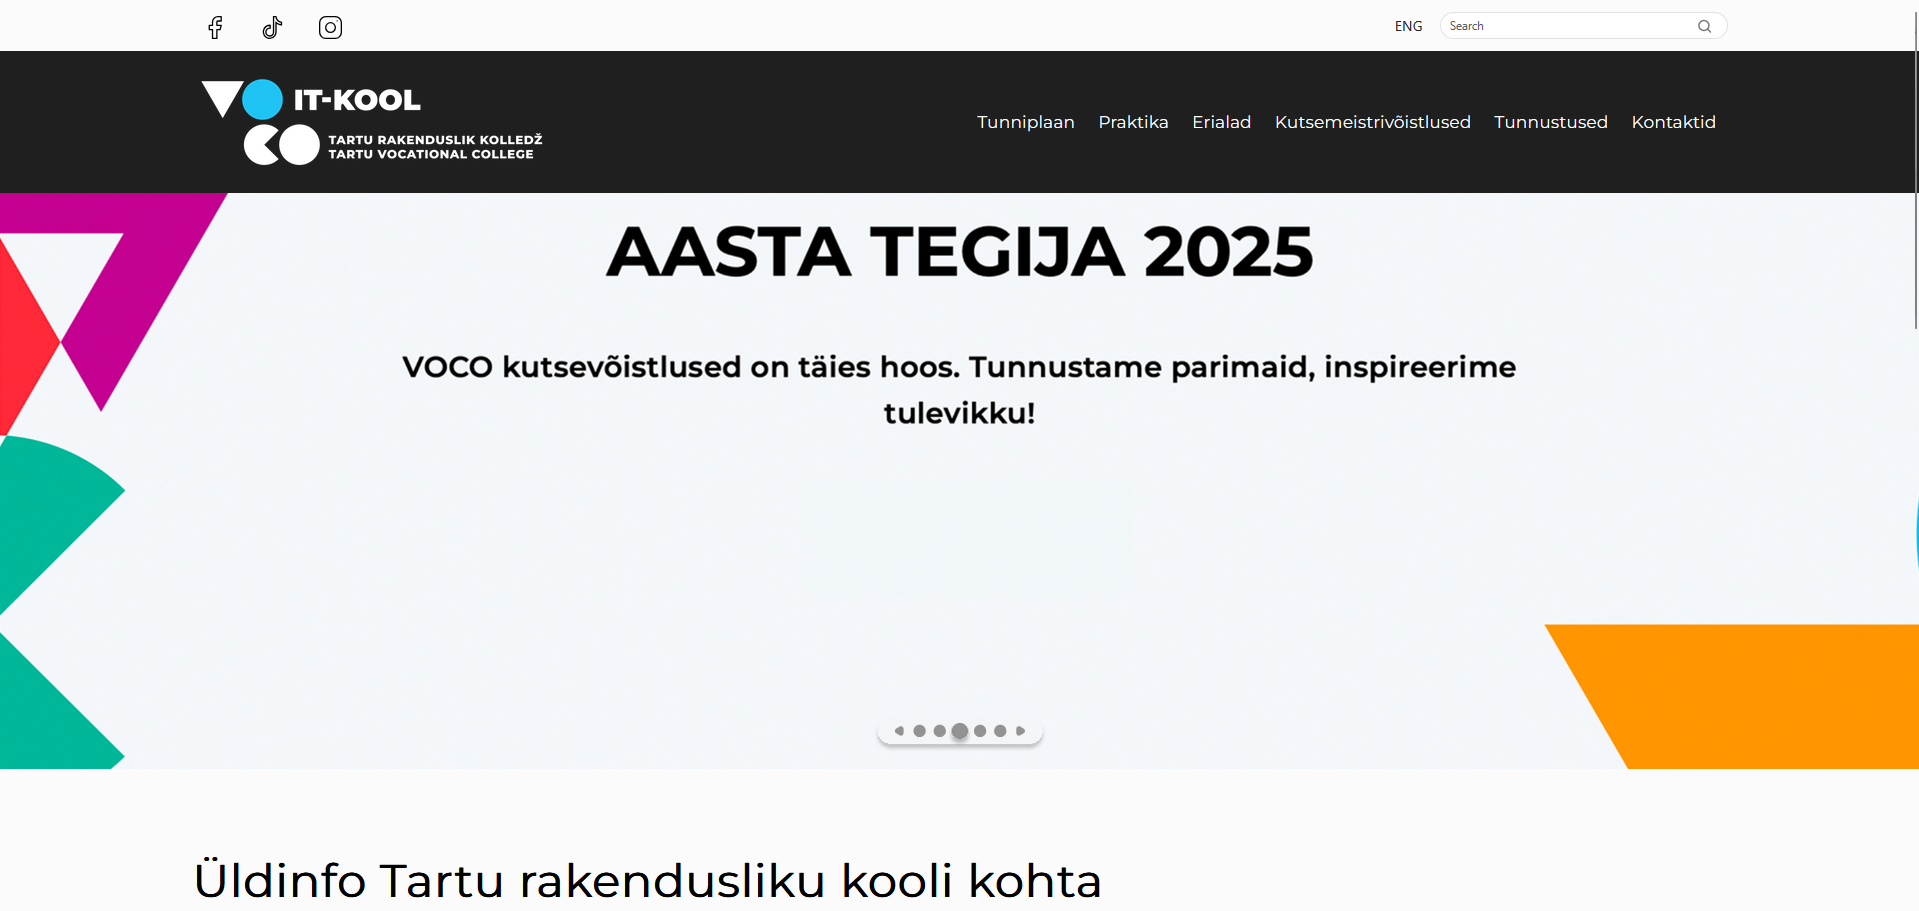 ENG
Search
IT-KOOL
TARTU RAKENDUSLIK KOLLEDŽ
TARTU VOCATIONAL COLLEGE
Tunniplaan Praktika Erialad Kutsemeistrivõistlused Tunnustused Kontaktid
AASTA TEGIJA 2025
VOCO kutsevõistlused on täies hoos. Tunnustame parimaid, inspireerime
tulevikku!
Üldinfo Tartu rakendusliku kooli kohta